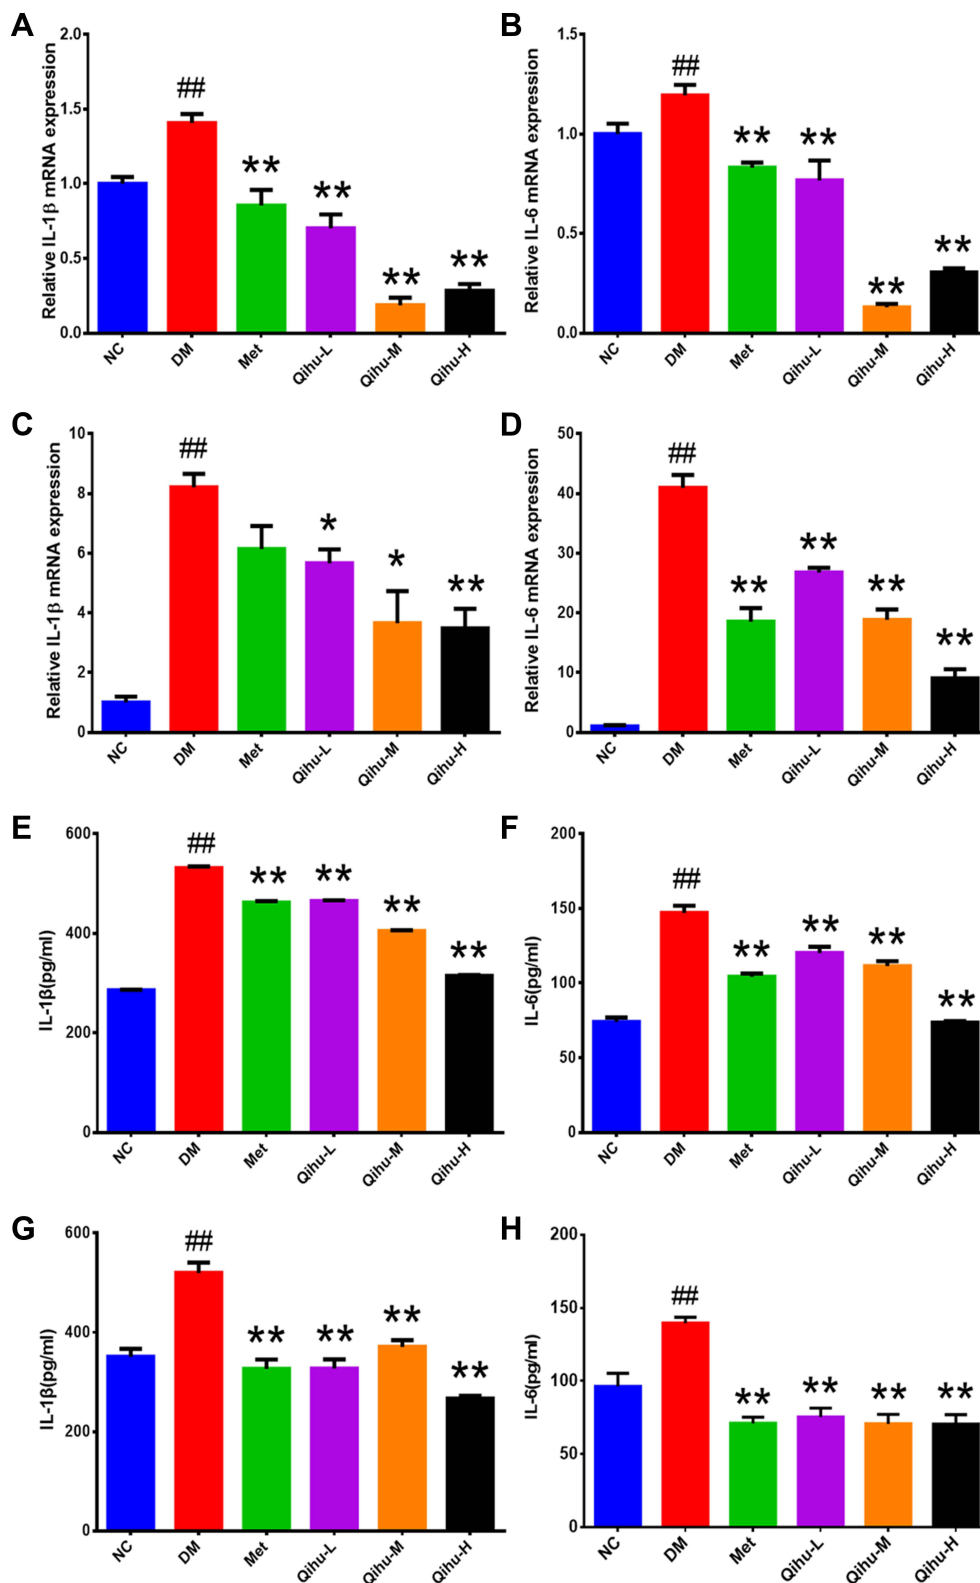 A
Relative IL-1β mRNA expression
2.0
1.5
1.0
0.5
0.0
##
**
**
**
**
NC
DM
Met
Qihu-L
Qihu-M
Qihu-H
B
Relative IL-6 mRNA expression
1.5
1.0
0.5
0.0
##
**
**
**
**
NC
DM
Met
Qihu-L
Qihu-M
Qihu-H
C
Relative IL-1β mRNA expression
10
8
6
4
2
0
##
*
*
**
NC
DM
Met
Qihu-L
Qihu-M
Qihu-H
D
Relative IL-6 mRNA expression
50
40
30
20
10
0
##
**
**
**
**
NC
DM
Met
Qihu-L
Qihu-M
Qihu-H
E
IL-1β(pg/ml)
600
400
200
0
##
**
**
**
**
NC
DM
Met
Qihu-L
Qihu-M
Qihu-H
F
IL-6(pg/ml)
200
150
100
50
0
##
**
**
**
**
NC
DM
Met
Qihu-L
Qihu-M
Qihu-H
G
IL-1β(pg/ml)
600
400
200
0
##
**
**
**
**
NC
DM
Met
Qihu-L
Qihu-M
Qihu-H
H
IL-6(pg/ml)
200
150
100
50
0
##
**
**
**
**
NC
DM
Met
Qihu-L
Qihu-M
Qihu-H